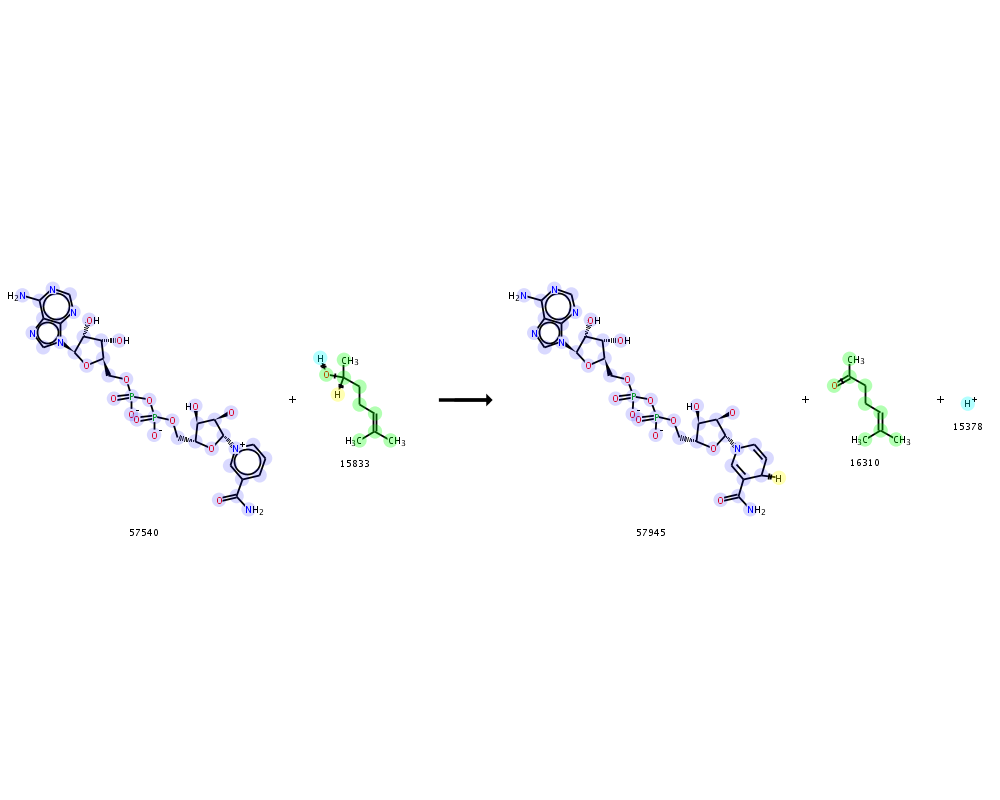 H₂N N N N N OH OH O O P O⁻ O O O P O O⁻ HO O O N⁺ O NH₂
57540
+
H O H CH₃ H₃C CH₃
15833
H₂N N N N N OH OH O O P O⁻ O O O P O O⁻ HO O O N H O NH₂
57945
+
CH₃ O H₃C CH₃
16310
+
H⁺
15378